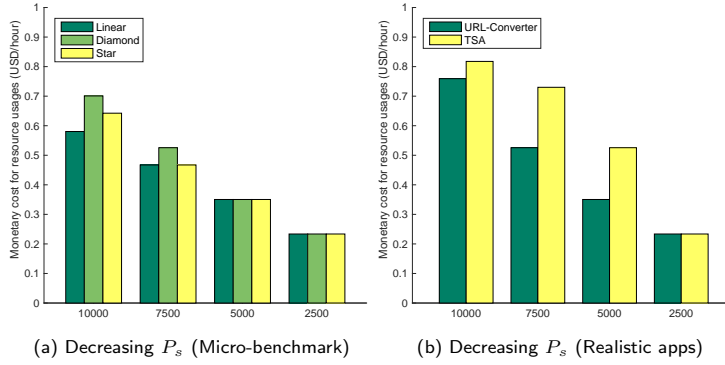 Monetary cost for resource usages (USD/hour)
1
0.9
0.8
0.7
0.6
0.5
0.4
0.3
0.2
0.1
0
Linear
Diamond
Star
10000 7500 5000 2500
(a) Decreasing Pₛ (Micro-benchmark)
Monetary cost for resource usages (USD/hour)
1
0.9
0.8
0.7
0.6
0.5
0.4
0.3
0.2
0.1
0
URL-Converter
TSA
10000 7500 5000 2500
(b) Decreasing Pₛ (Realistic apps)